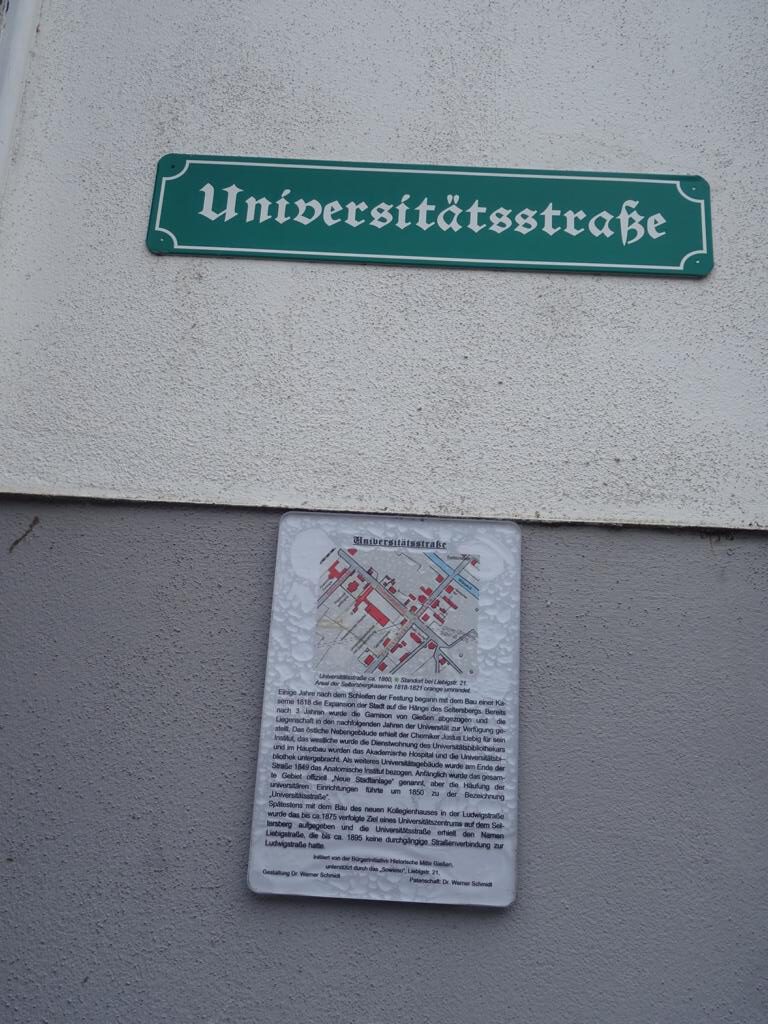 Universitätsstraße
Universitätsstraße
Universitätsstraße ca. 1860, Standort bei Liebigstr. 21.
Areal der Seltersbergkaserne 1818-1821 orange umrandet.
Einige Jahre nach dem Schleifen der Festung begann mit dem Bau einer Ka-
serne 1818 die Expansion der Stadt auf die Hänge des Seltersbergs. Bereits
nach 3 Jahren wurde die Garnison von Gießen abgezogen und die
Liegenschaft in den nachfolgenden Jahren der Universität zur Verfügung ge-
stellt. Das östliche Nebengebäude erhielt der Chemiker Justus Liebig für sein
Institut, das westliche wurde die Dienstwohnung des Universitätsbibliothekars
und im Hauptbau wurden das Akademische Hospital und die Universitätsbi-
bliothek untergebracht. Als weiteres Universitätsgebäude wurde am Ende der
Straße 1849 das Anatomische Institut bezogen. Anfänglich wurde das gesam-
te Gebiet offiziell „Neue Stadtanlage" genannt, aber die Häufung der
universitären Einrichtungen führte um 1850 zu der Bezeichnung
„Universitätsstraße".
Spätestens mit dem Bau des neuen Kollegienhauses in der Ludwigstraße
wurde das bis ca.1875 verfolgte Ziel eines Universitätszentrums auf dem Sel-
tersberg aufgegeben und die Universitätsstraße erhielt den Namen
Liebigstraße, die bis ca. 1895 keine durchgängige Straßenverbindung zur
Ludwigstraße hatte.
Initiiert von der Bürgerinitiative Historische Mitte Gießen,
unterstützt durch das „Sowieso", Liebigstr. 21.
Gestaltung Dr. Werner Schmidt Patenschaft: Dr. Werner Schmidt